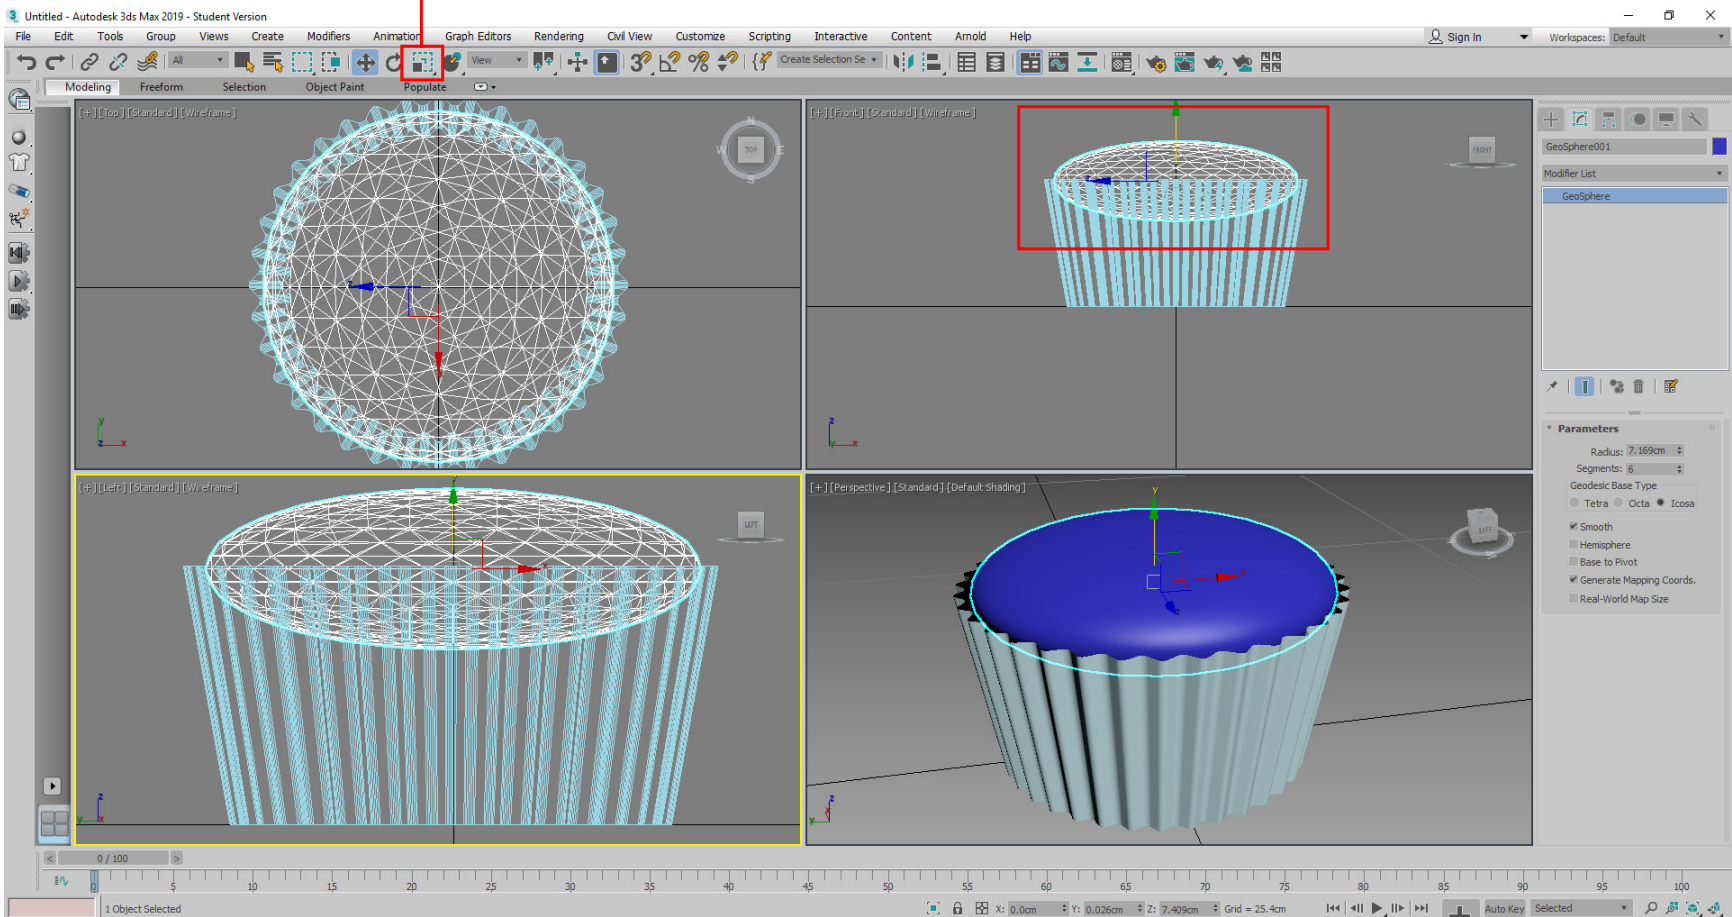 Untitled - Autodesk 3ds Max 2019 - Student Version
File Edit Tools Group Views Create Modifiers Animation Graph Editors Rendering Civil View Customize Scripting Interactive Content Arnold Help
Sign In Workspaces: Default
All View Create Selection Se
Modeling Freeform Selection Object Paint Populate
[+] [Top] [Standard] [Wireframe]
N
W TOP E
S
y
z x
[+] [Front] [Standard] [Wireframe]
FRONT
z
y x
[+] [Left] [Standard] [Wireframe]
y
LEFT
z
y x
[+] [Perspective] [Standard] [Default Shading]
y
LEFT
z
x
y
GeoSphere001
Modifier List
GeoSphere
Parameters
Radius: 7.169cm
Segments: 6
Geodesic Base Type
Tetra Octa Icosa
Smooth
Hemisphere
Base to Pivot
Generate Mapping Coords.
Real-World Map Size
< 0 / 100 >
0 5 10 15 20 25 30 35 40 45 50 55 60 65 70 75 80 85 90 95 100
1 Object Selected X: 0.0cm Y: 0.026cm Z: 7.409cm Grid = 25.4cm Auto Key Selected